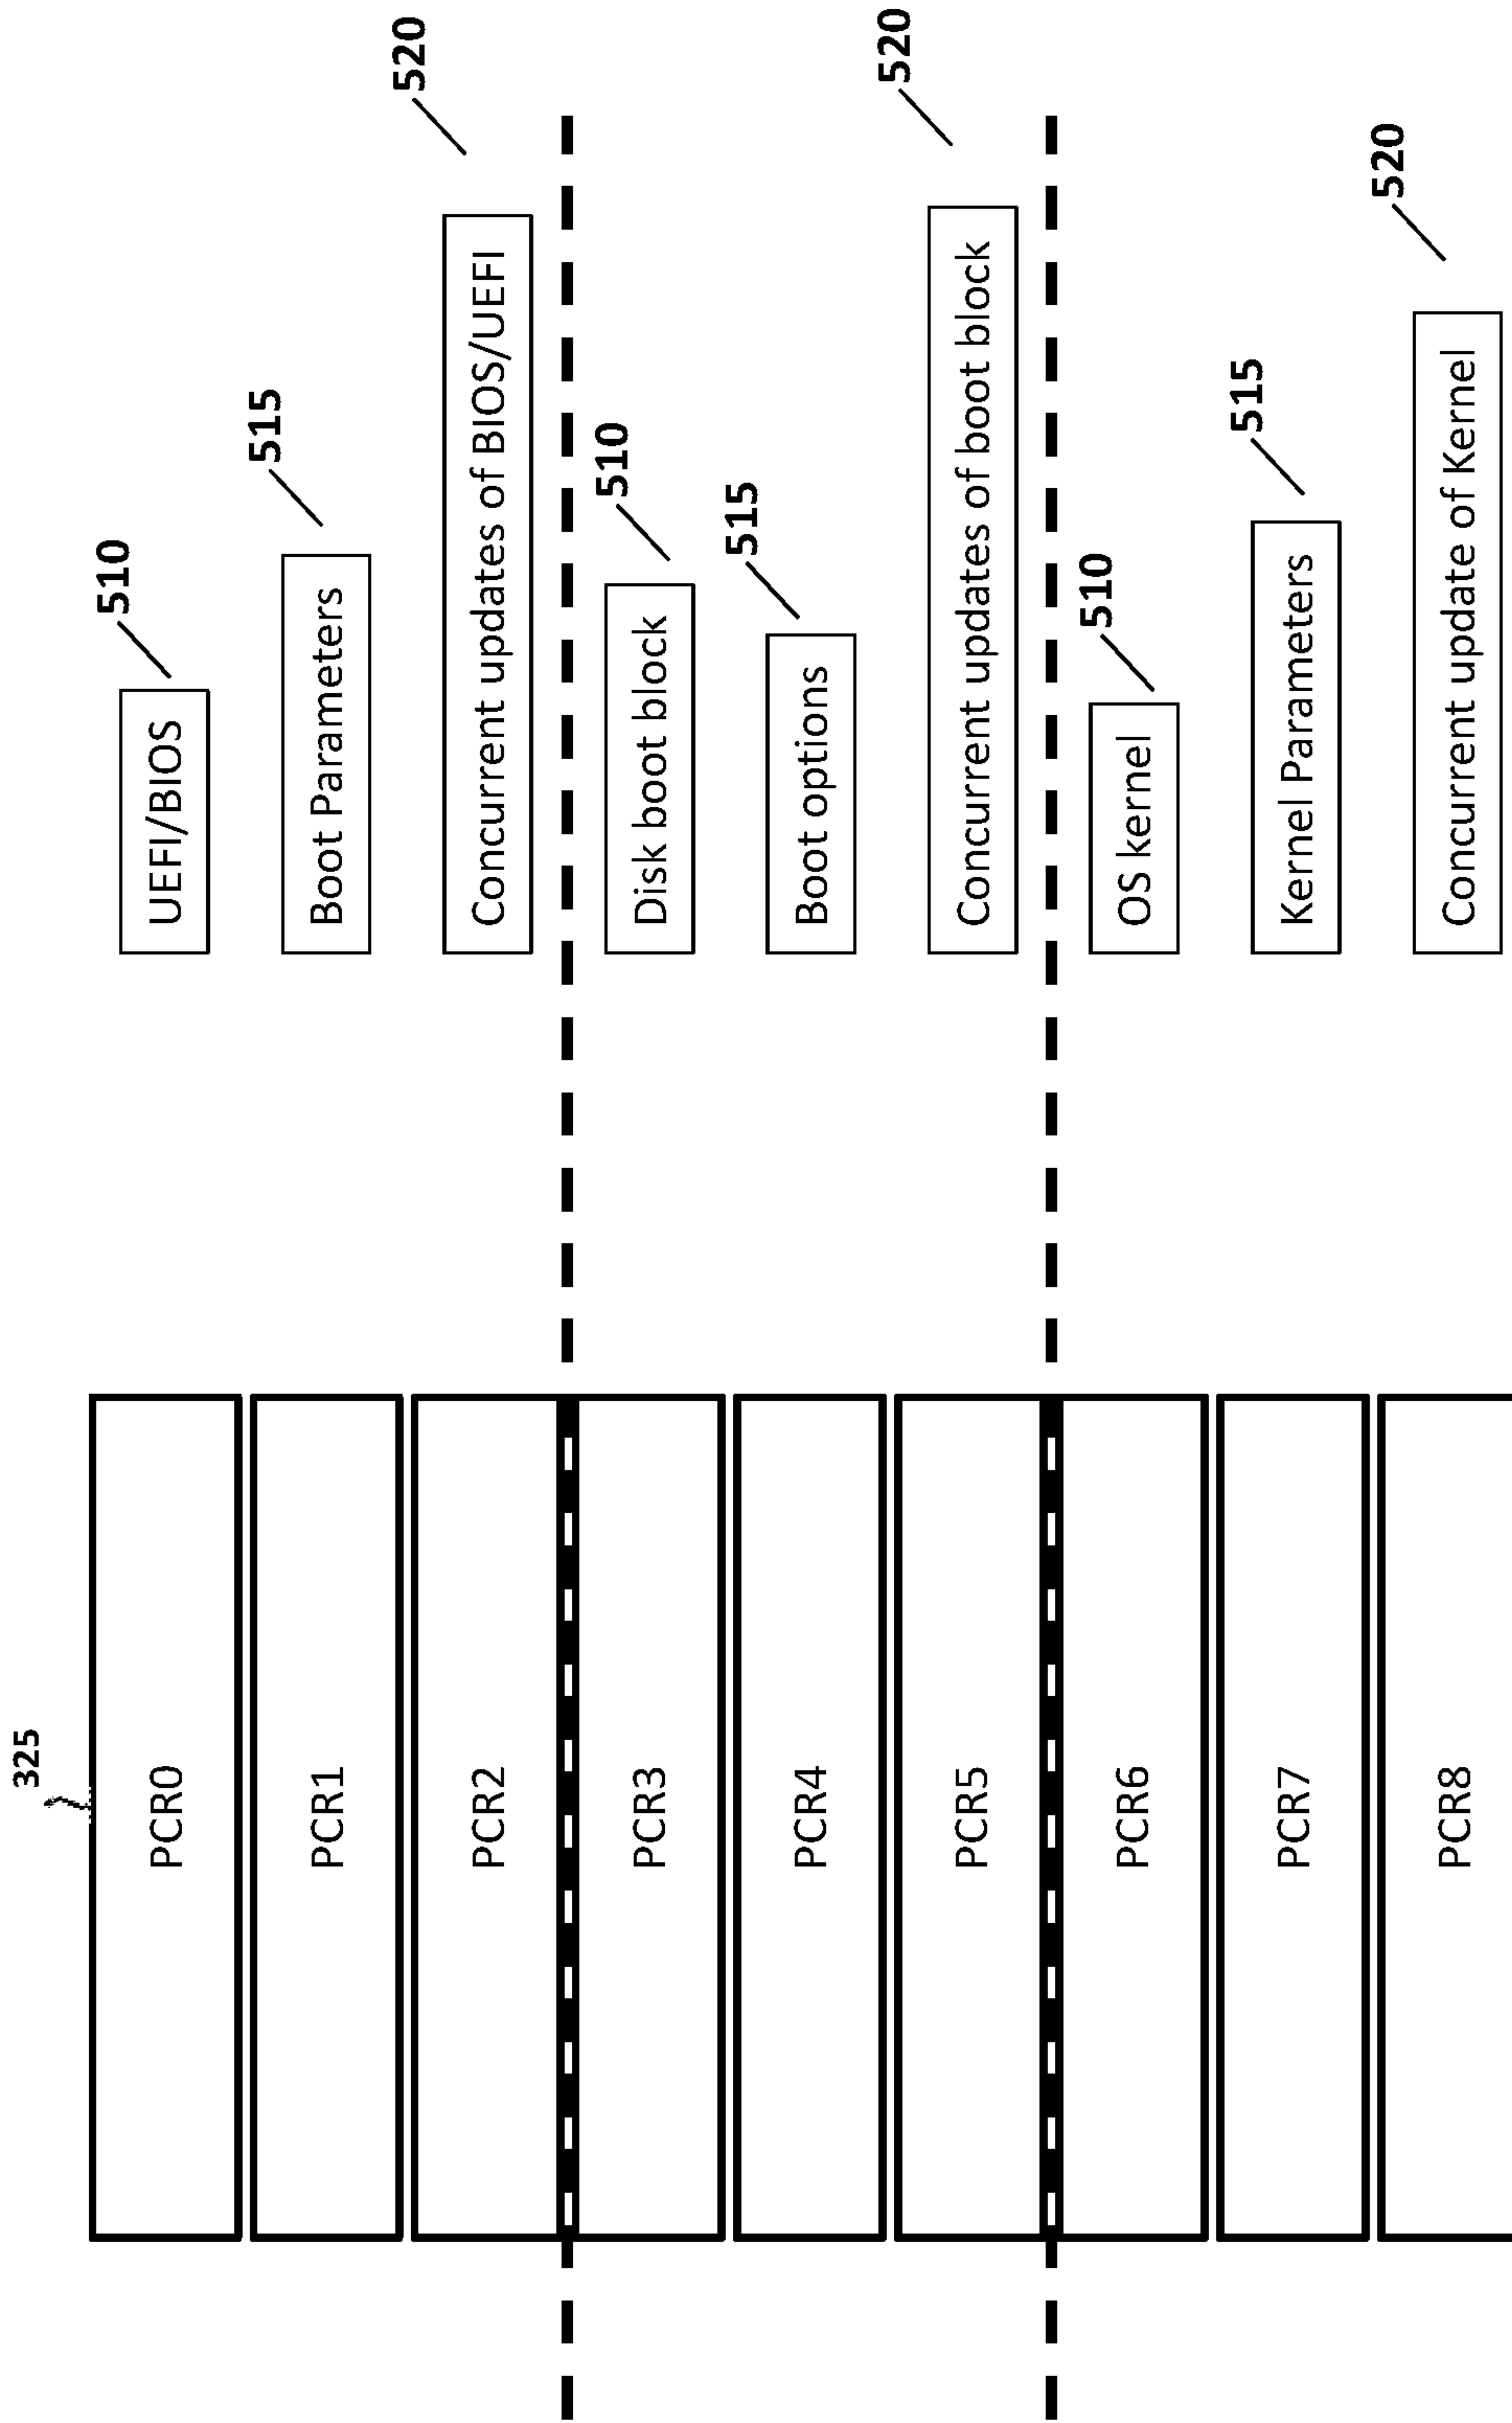 325
PCR0
UEFI/BIOS
510
PCR1
Boot Parameters
515
PCR2
Concurrent updates of BIOS/UEFI
520
PCR3
Disk boot block
510
PCR4
Boot options
515
PCR5
Concurrent updates of boot block
520
PCR6
OS kernel
510
PCR7
Kernel Parameters
515
PCR8
Concurrent update of Kernel
520